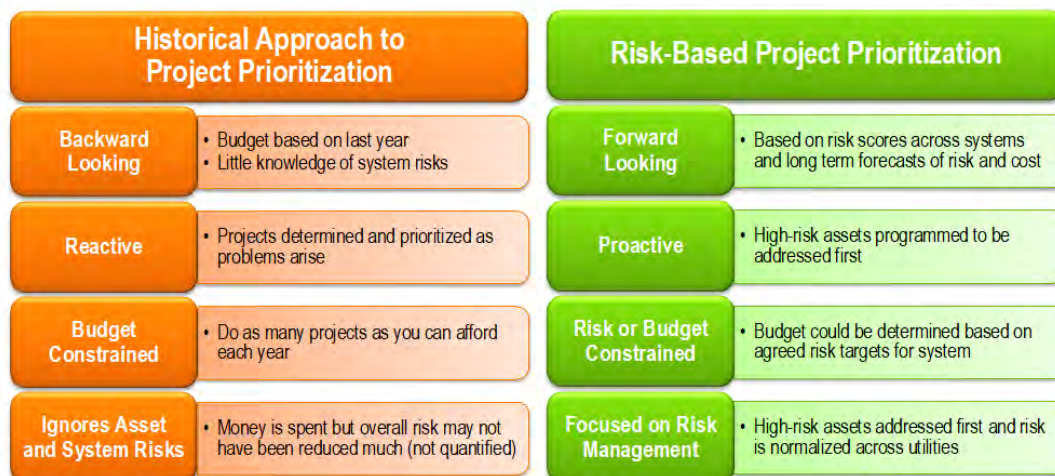 Historical Approach to
Project Prioritization
Backward
Looking
• Budget based on last year
• Little knowledge of system risks
Reactive
• Projects determined and prioritized as
problems arise
Budget
Constrained
• Do as many projects as you can afford
each year
Ignores Asset
and System Risks
• Money is spent but overall risk may not
have been reduced much (not quantified)
Risk-Based Project Prioritization
Forward
Looking
• Based on risk scores across systems
and long term forecasts of risk and cost
Proactive
• High-risk assets programmed to be
addressed first
Risk or Budget
Constrained
• Budget could be determined based on
agreed risk targets for system
Focused on Risk
Management
• High-risk assets addressed first and risk
is normalized across utilities